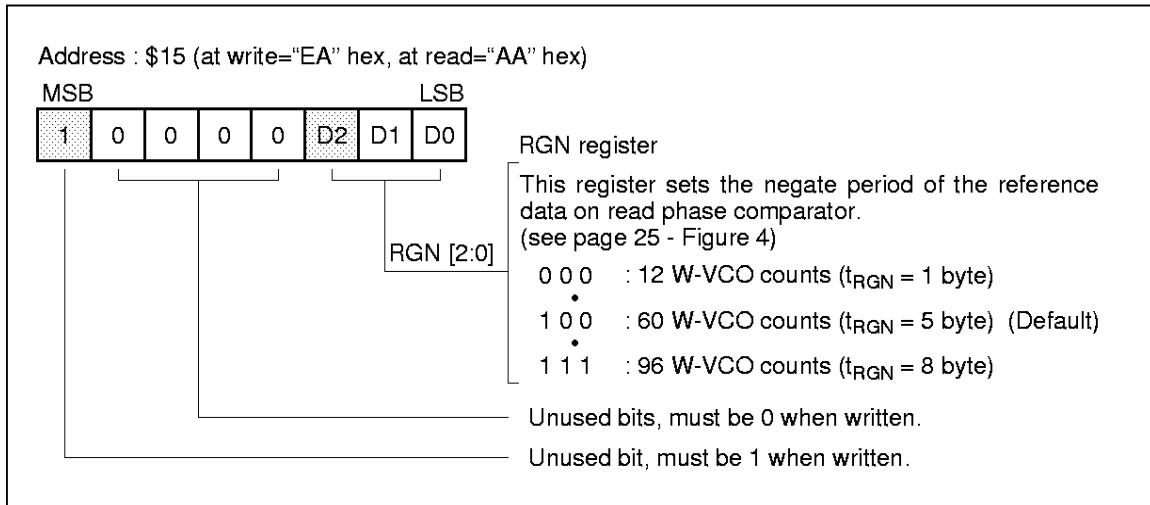 Address : $15 (at write=“EA” hex, at read=“AA” hex)
MSB LSB
1 0 0 0 0 D2 D1 D0
RGN register
This register sets the negate period of the reference
data on read phase comparator.
(see page 25 - Figure 4)
RGN [2:0]
0 0 0 : 12 W-VCO counts (tRGN = 1 byte)
1 0 0 : 60 W-VCO counts (tRGN = 5 byte) (Default)
1 1 1 : 96 W-VCO counts (tRGN = 8 byte)
Unused bits, must be 0 when written.
Unused bit, must be 1 when written.